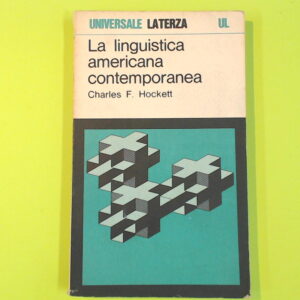 UNIVERSALE LATERZA UL
La linguistica
americana
contemporanea
Charles F. Hockett